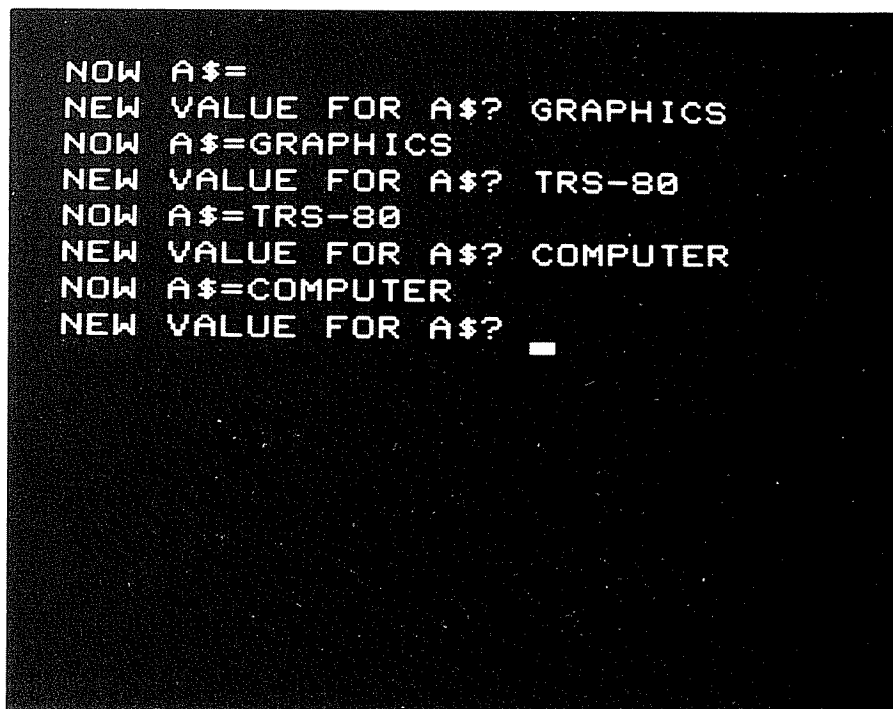 NOW A$=
NEW VALUE FOR A$? GRAPHICS
NOW A$=GRAPHICS
NEW VALUE FOR A$? TRS-80
NOW A$=TRS-80
NEW VALUE FOR A$? COMPUTER
NOW A$=COMPUTER
NEW VALUE FOR A$?